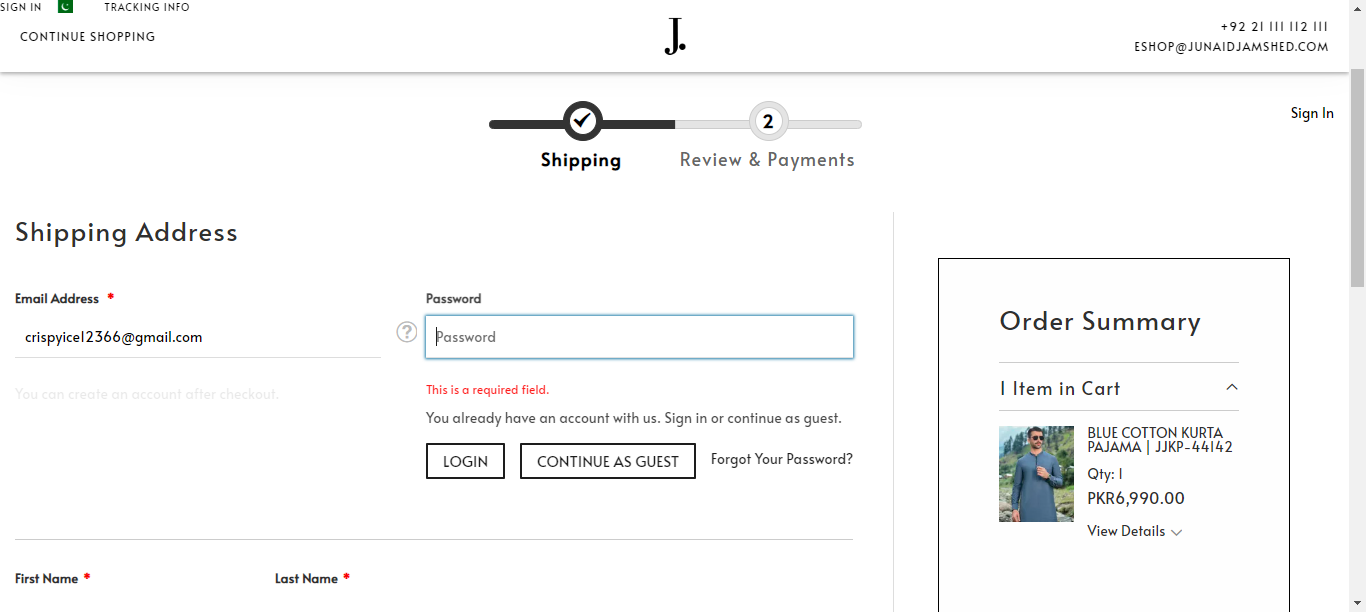 SIGN IN
TRACKING INFO
CONTINUE SHOPPING
J.
+92 21 111 112 111
ESHOP@JUNAIDJAMSHED.COM
Sign In
2
Shipping
Review & Payments
Shipping Address
Email Address *
crispyice12366@gmail.com
?
You can create an account after checkout.
Password
Password
This is a required field.
You already have an account with us. Sign in or continue as guest.
LOGIN
CONTINUE AS GUEST
Forgot Your Password?
First Name *
Last Name *
Order Summary
1 Item in Cart
BLUE COTTON KURTA
PAJAMA | JJKP-44142
Qty: 1
PKR6,990.00
View Details